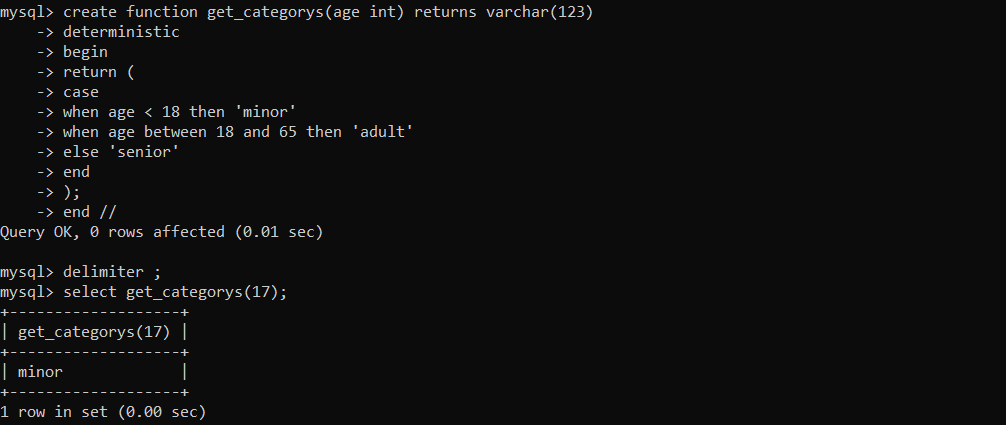 mysql> create function get_categorys(age int) returns varchar(123)
    -> deterministic
    -> begin
    -> return (
    -> case
    -> when age < 18 then 'minor'
    -> when age between 18 and 65 then 'adult'
    -> else 'senior'
    -> end
    -> );
    -> end //
Query OK, 0 rows affected (0.01 sec)

mysql> delimiter ;
mysql> select get_categorys(17);
+-------------------+
| get_categorys(17) |
+-------------------+
| minor             |
+-------------------+
1 row in set (0.00 sec)